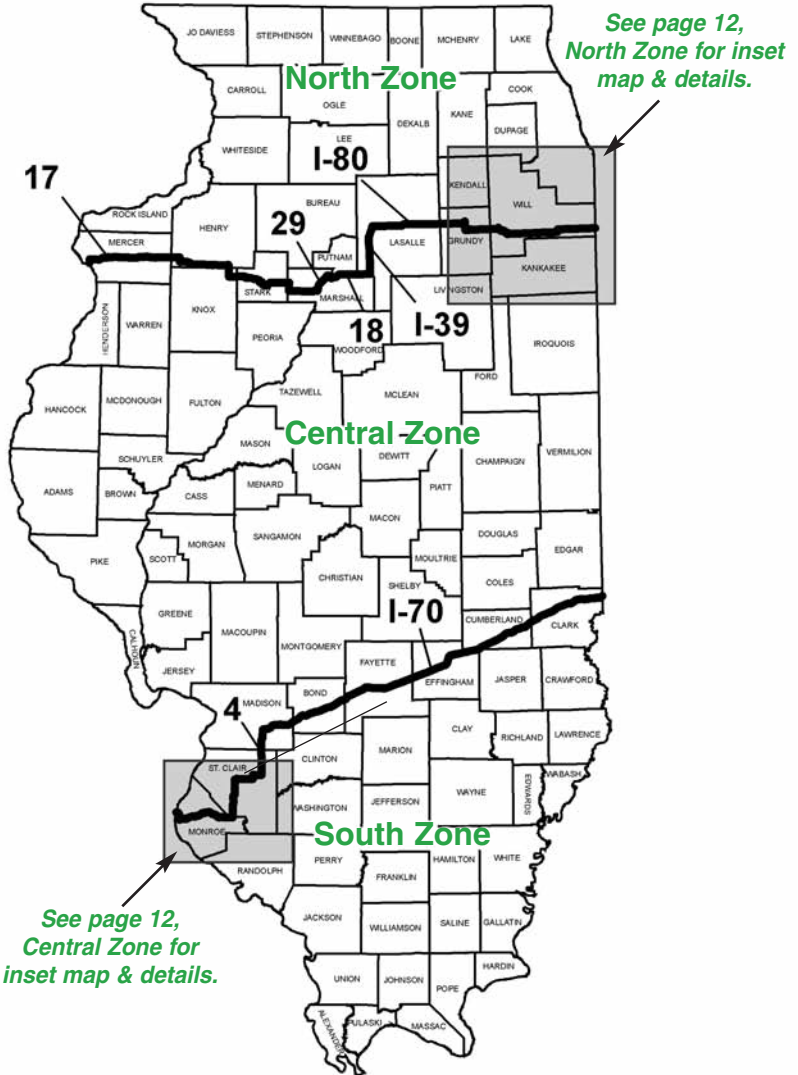 See page 12,
North Zone for inset
map & details.
JO DAVIESS
STEPHENSON
WINNEBAGO
BOONE
MCHENRY
LAKE
North Zone
CARROLL
OGLE
DEKALB
KANE
COOK
DUPAGE
WHITESIDE
LEE
I-80
17
KENDALL
WILL
ROCK ISLAND
HENRY
BUREAU
29
LASALLE
GRUNDY
MERCER
PUTNAM
KANKAKEE
STARK
MARSHALL
LIVINGSTON
HENDERSON
WARREN
KNOX
PEORIA
18
I-39
WOODFORD
IROQUOIS
FORD
HANCOCK
MCDONOUGH
FULTON
TAZEWELL
MCLEAN
Central Zone
MASON
SCHUYLER
LOGAN
DEWITT
CHAMPAIGN
VERMILION
ADAMS
BROWN
CASS
MENARD
PIATT
MACON
PIKE
SCOTT
MORGAN
SANGAMON
DOUGLAS
EDGAR
MOULTRIE
CHRISTIAN
SHELBY
COLES
I-70
CALHOUN
GREENE
MACOUPIN
CUMBERLAND
CLARK
MONTGOMERY
JERSEY
FAYETTE
EFFINGHAM
JASPER
CRAWFORD
4
MADISON
BOND
CLAY
RICHLAND
LAWRENCE
ST. CLAIR
CLINTON
MARION
WABASH
EDWARDS
WAYNE
WASHINGTON
JEFFERSON
MONROE
South Zone
RANDOLPH
PERRY
HAMILTON
WHITE
FRANKLIN
See page 12,
Central Zone for
inset map & details.
JACKSON
WILLIAMSON
SALINE
GALLATIN
UNION
JOHNSON
POPE
HARDIN
ALEXANDER
PULASKI
MASSAC